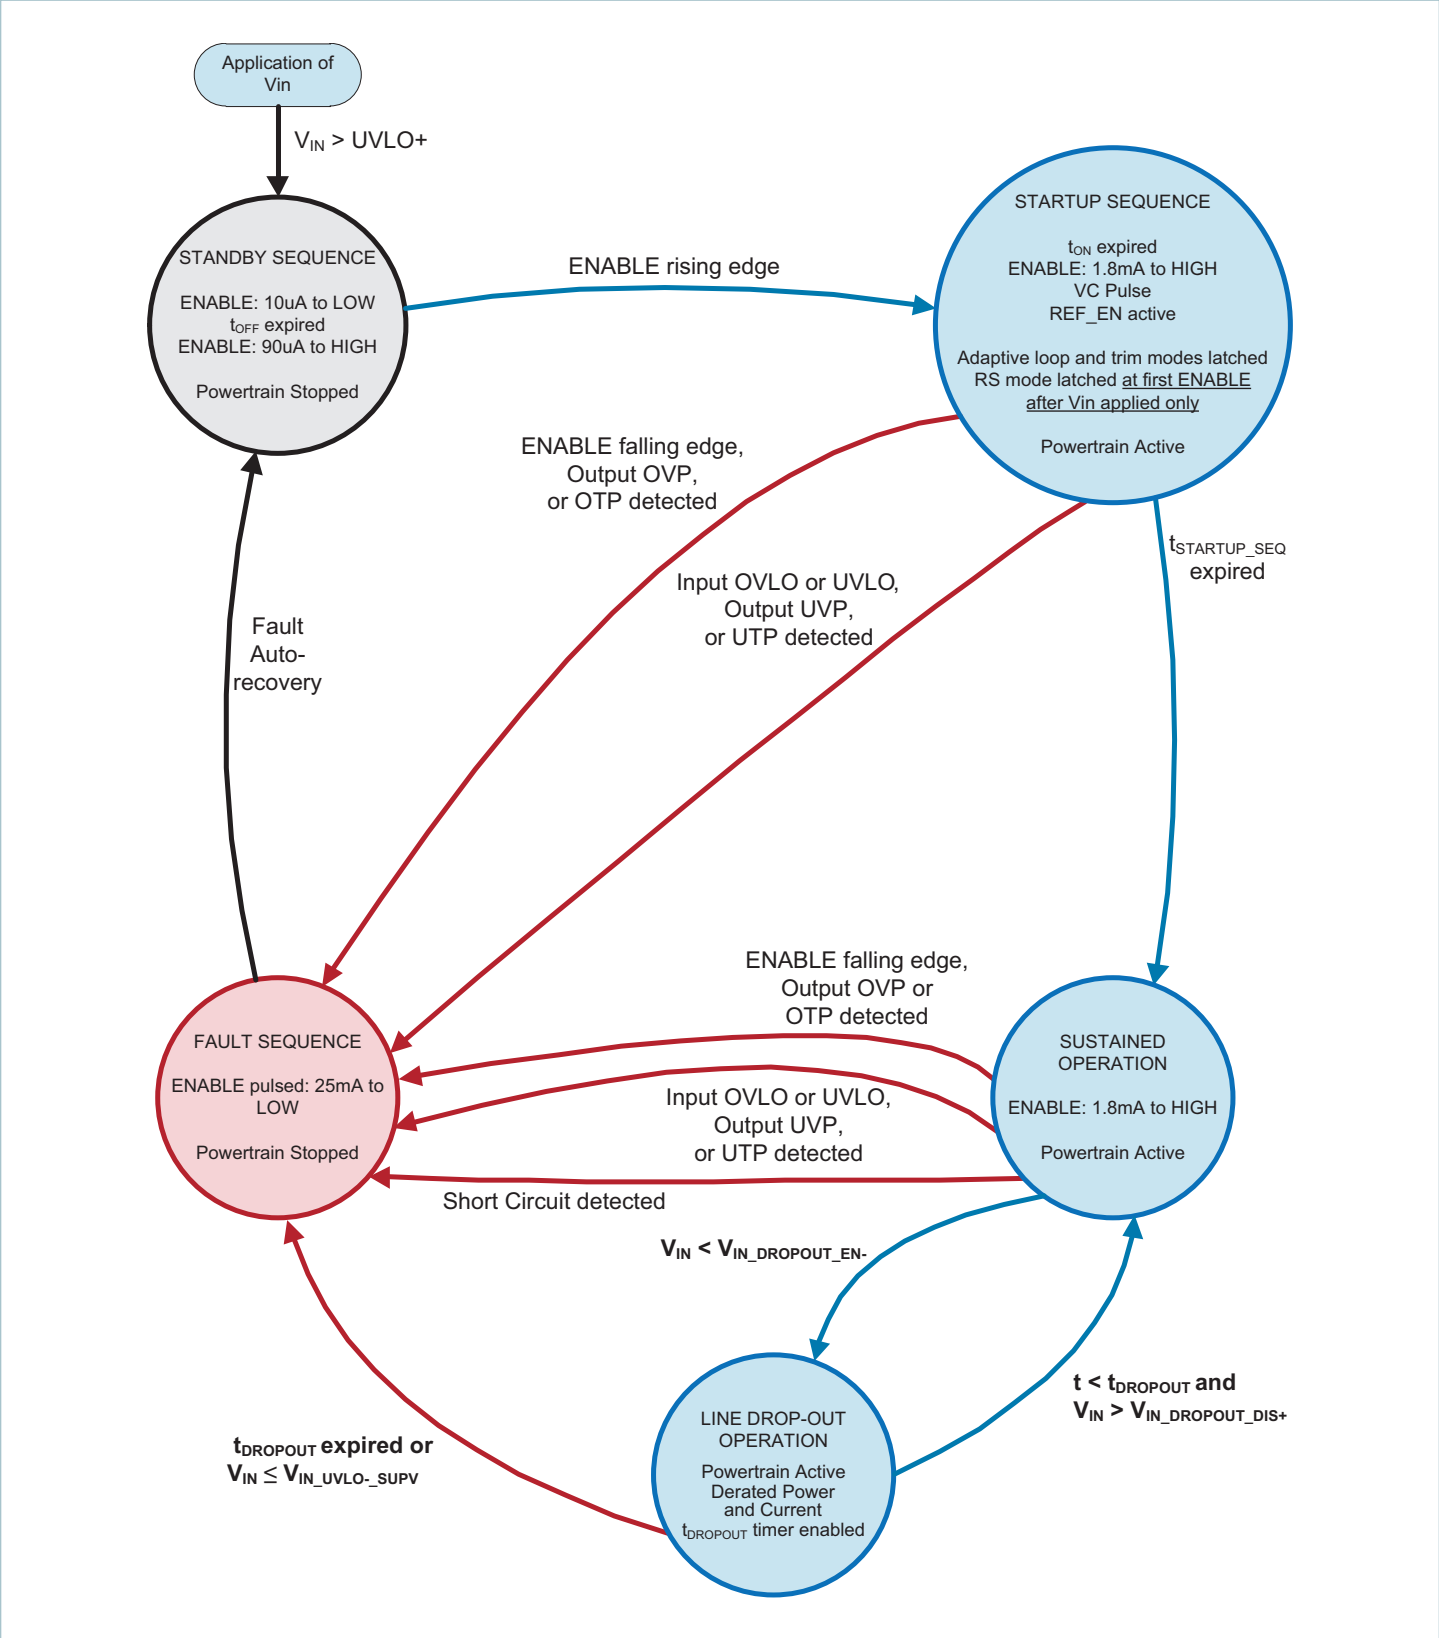 Application of
Vin
VIN > UVLO+
STANDBY SEQUENCE
ENABLE: 10uA to LOW
tOFF expired
ENABLE: 90uA to HIGH
Powertrain Stopped
ENABLE rising edge
STARTUP SEQUENCE
tON expired
ENABLE: 1.8mA to HIGH
VC Pulse
REF_EN active
Adaptive loop and trim modes latched
RS mode latched at first ENABLE
after Vin applied only
Powertrain Active
ENABLE falling edge,
Output OVP,
or OTP detected
Input OVLO or UVLO,
Output UVP,
or UTP detected
tSTARTUP_SEQ
expired
Fault
Auto-
recovery
FAULT SEQUENCE
ENABLE pulsed: 25mA to
LOW
Powertrain Stopped
ENABLE falling edge,
Output OVP or
OTP detected
Input OVLO or UVLO,
Output UVP,
or UTP detected
Short Circuit detected
SUSTAINED
OPERATION
ENABLE: 1.8mA to HIGH
Powertrain Active
VIN < VIN_DROPOUT_EN-
t < tDROPOUT and
VIN > VIN_DROPOUT_DIS+
tDROPOUT expired or
VIN ≤ VIN_UVLO-_SUPV
LINE DROP-OUT
OPERATION
Powertrain Active
Derated Power
and Current
tDROPOUT timer enabled